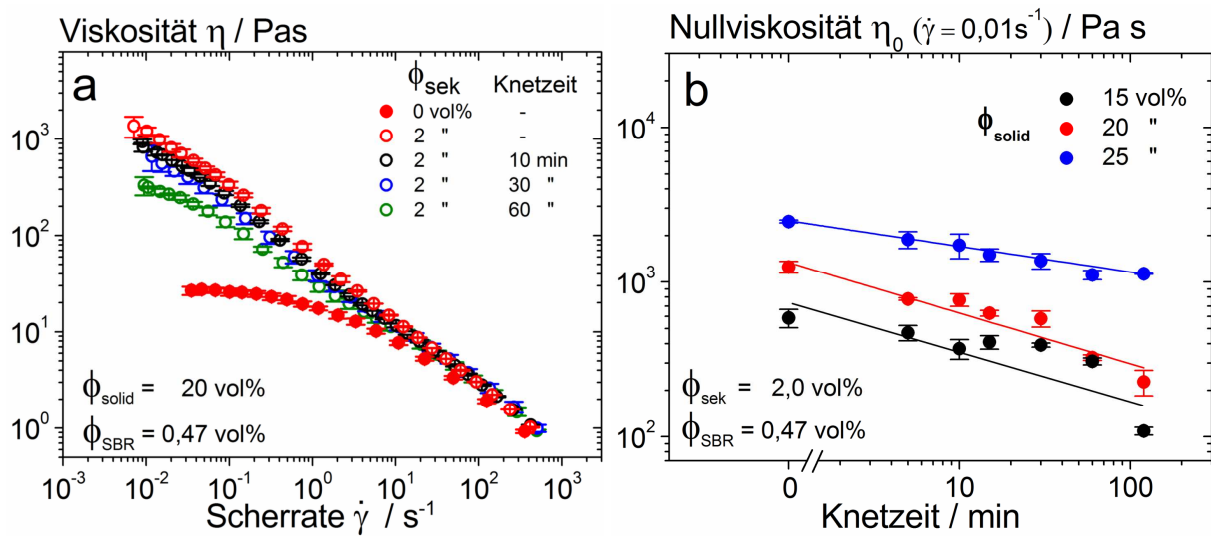 Viskosität η / Pas
a
ϕsek Knetzeit
0 vol% -
2 " -
2 " 10 min
2 " 30 "
2 " 60 "
10³
10²
10¹
10⁰
ϕsolid = 20 vol%
ϕSBR = 0,47 vol%
10⁻³ 10⁻² 10⁻¹ 10⁰ 10¹ 10² 10³
Scherrate γ̇ / s⁻¹
Nullviskosität η₀ (γ̇ = 0,01s⁻¹) / Pa s
b
ϕsolid
15 vol%
20 "
25 "
10⁴
10³
10²
ϕsek = 2,0 vol%
ϕSBR = 0,47 vol%
0 10 100
Knetzeit / min